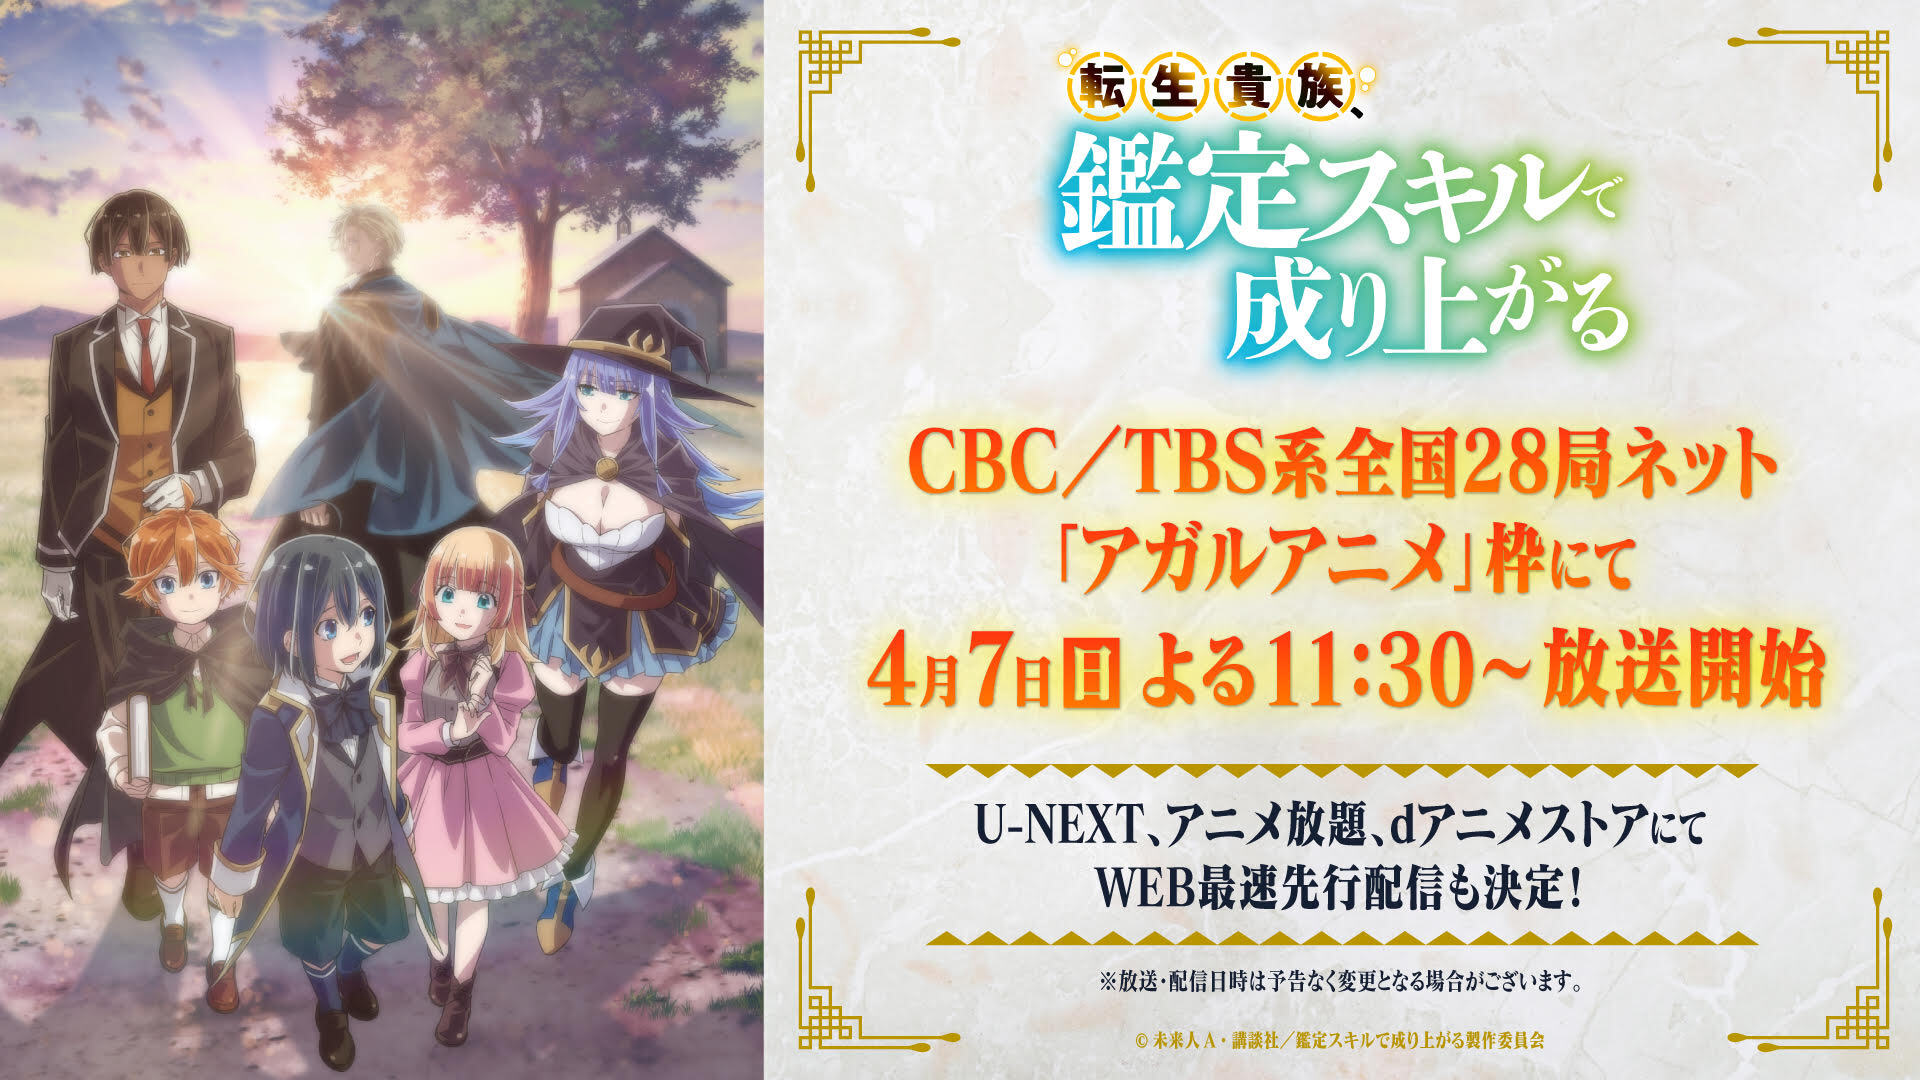 転生貴族、
鑑定スキルで
成り上がる
CBC／TBS系全国28局ネット
「アガルアニメ」枠にて
4月7日日よる11:30～放送開始
U-NEXT、アニメ放題、dアニメストアにて
WEB最速先行配信も決定！
※放送・配信日時は予告なく変更となる場合がございます。
© 未来人A・講談社／鑑定スキルで成り上がる製作委員会